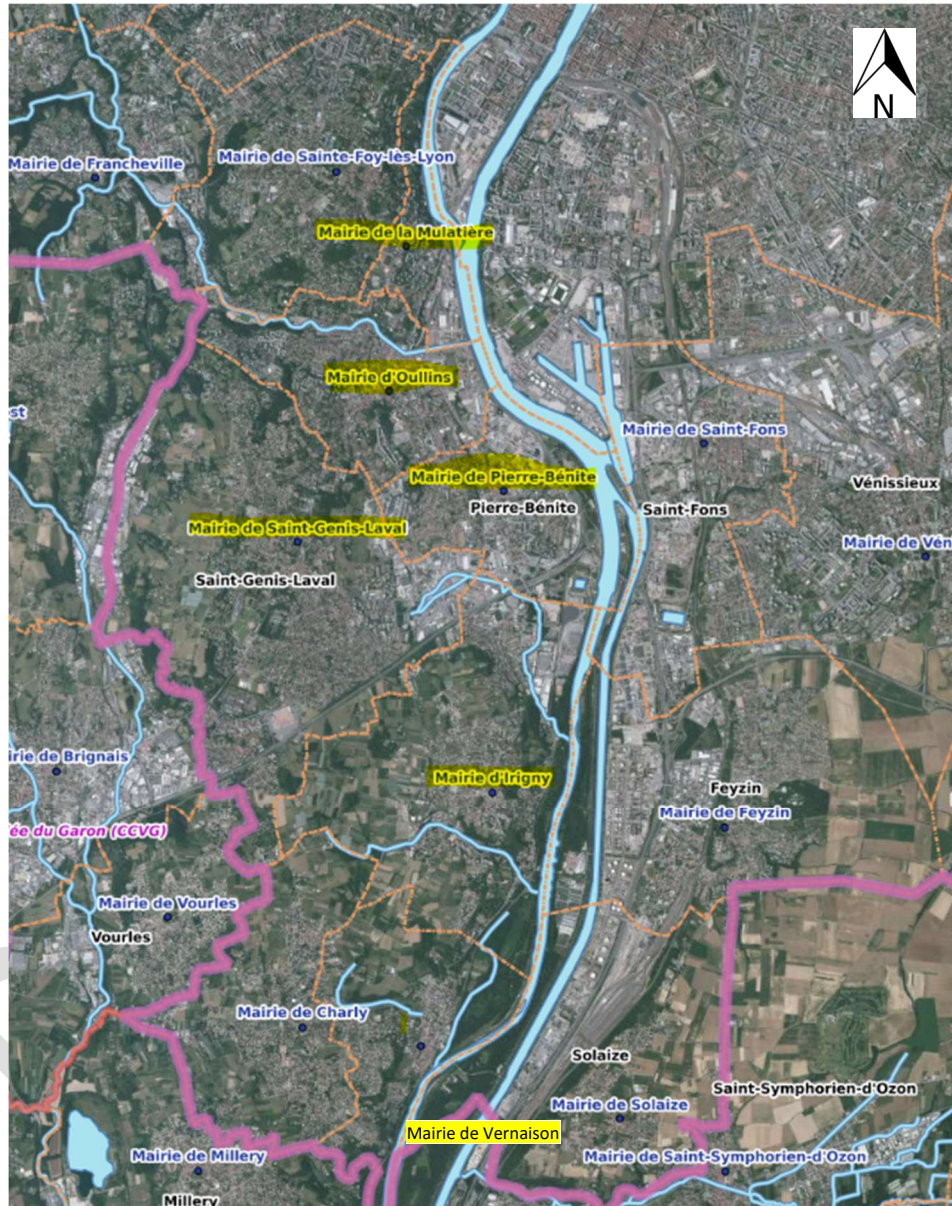 N
Mairie de Francheville
Mairie de Sainte-Foy-lès-Lyon
Mairie de la Mulatière
Mairie d'Oullins
st
Mairie de Saint-Fons
Mairie de Pierre-Bénite
Pierre-Bénite
Vénissieux
Saint-Fons
Mairie de Saint-Genis-Laval
Mairie de Vén
Saint-Genis-Laval
irie de Brignais
Mairie d'Irigny
Feyzin
Mairie de Feyzin
ée du Garon (CCVG)
Mairie de Vourles
Vourles
Mairie de Charly
Solaize
Saint-Symphorien-d'Ozon
Mairie de Solaize
Mairie de Vernaison
Mairie de Millery
Mairie de Saint-Symphorien-d'Ozon
Millery